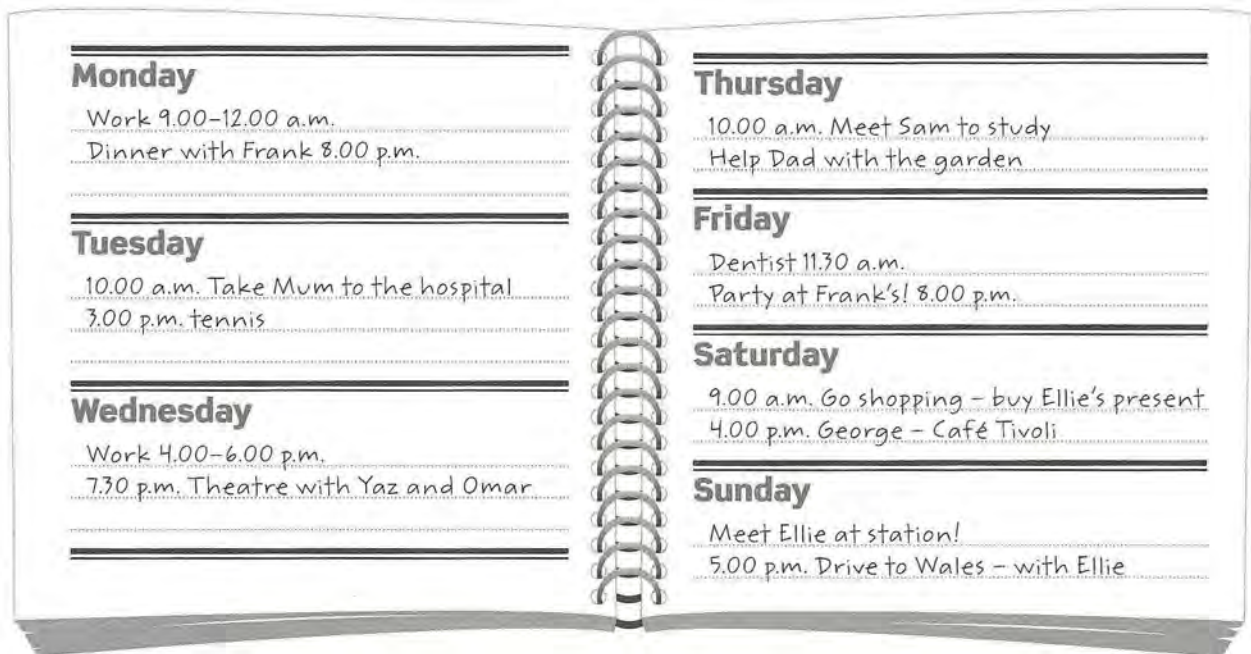 Monday
Work 9.00–12.00 a.m.
Dinner with Frank 8.00 p.m.
Tuesday
10.00 a.m. Take Mum to the hospital
3.00 p.m. tennis
Wednesday
Work 4.00–6.00 p.m.
7.30 p.m. Theatre with Yaz and Omar
Thursday
10.00 a.m. Meet Sam to study
Help Dad with the garden
Friday
Dentist 11.30 a.m.
Party at Frank's! 8.00 p.m.
Saturday
9.00 a.m. Go shopping – buy Ellie's present
4.00 p.m. George – Café Tivoli
Sunday
Meet Ellie at station!
5.00 p.m. Drive to Wales – with Ellie